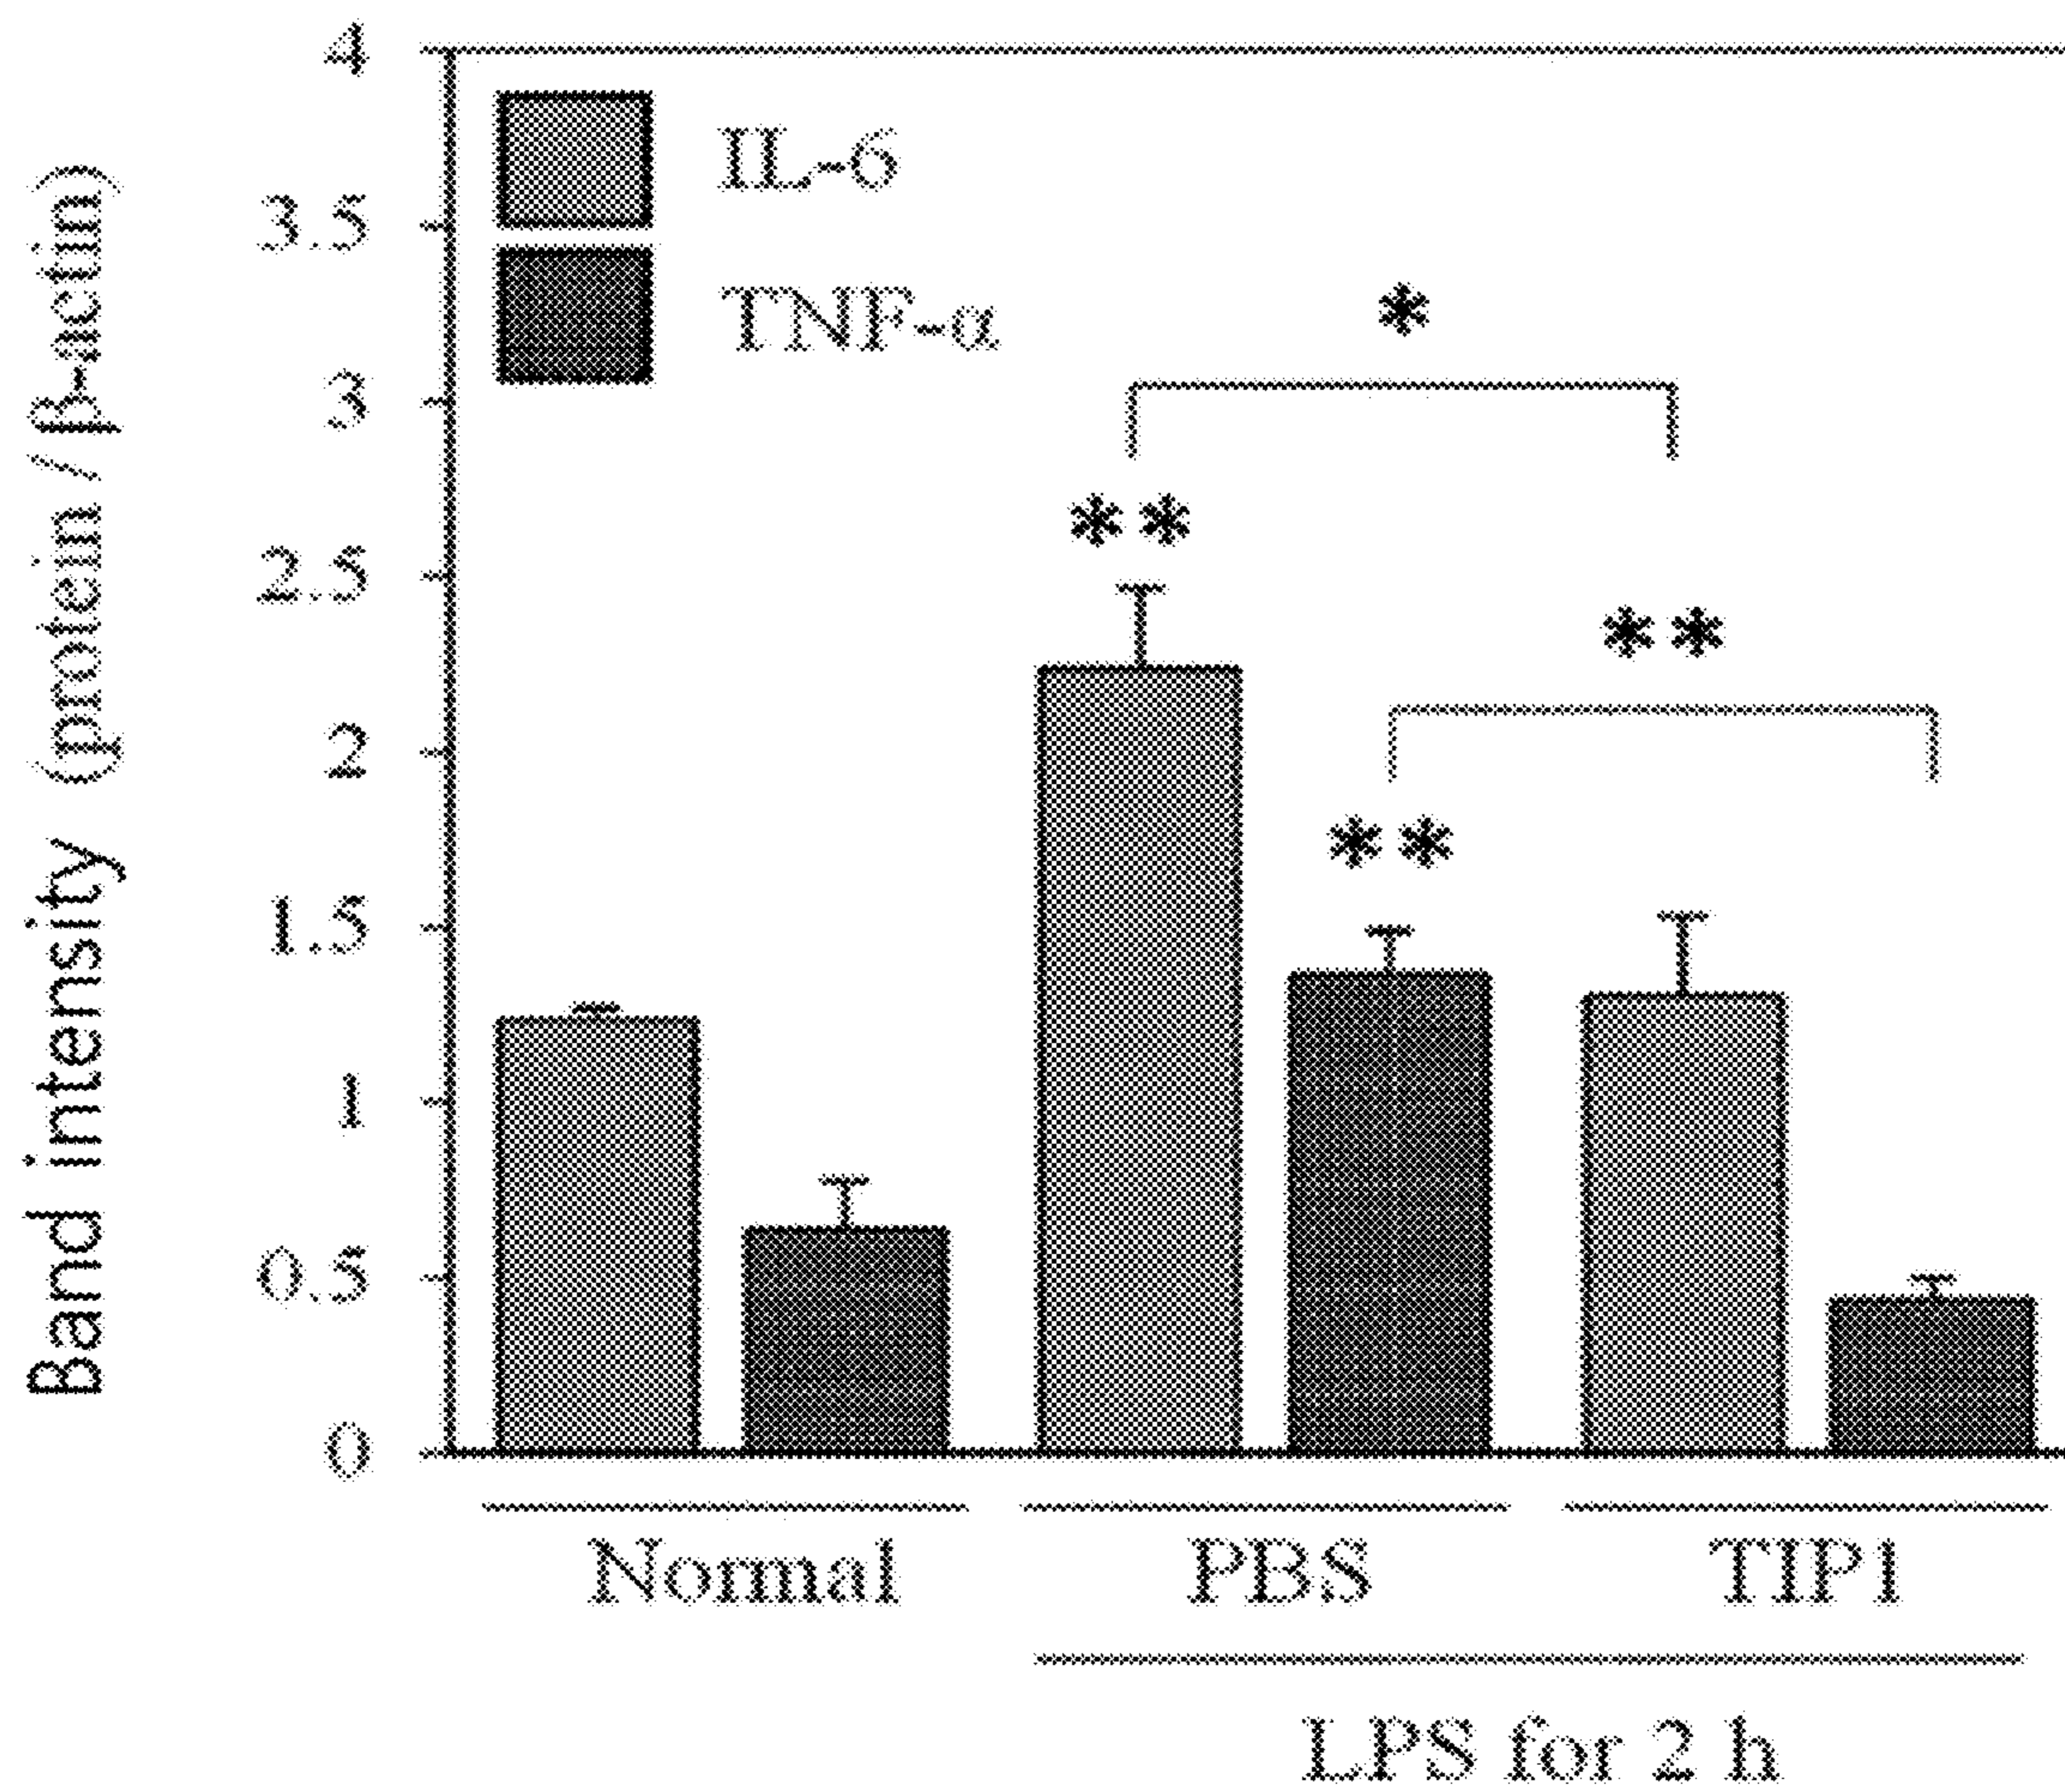 Band intensity (protein / β-actin)
4
3.5
3
2.5
2
1.5
1
0.5
0
IL-6
TNF-α
*
**
**
**
Normal
PBS
TIP1
LPS for 2 h